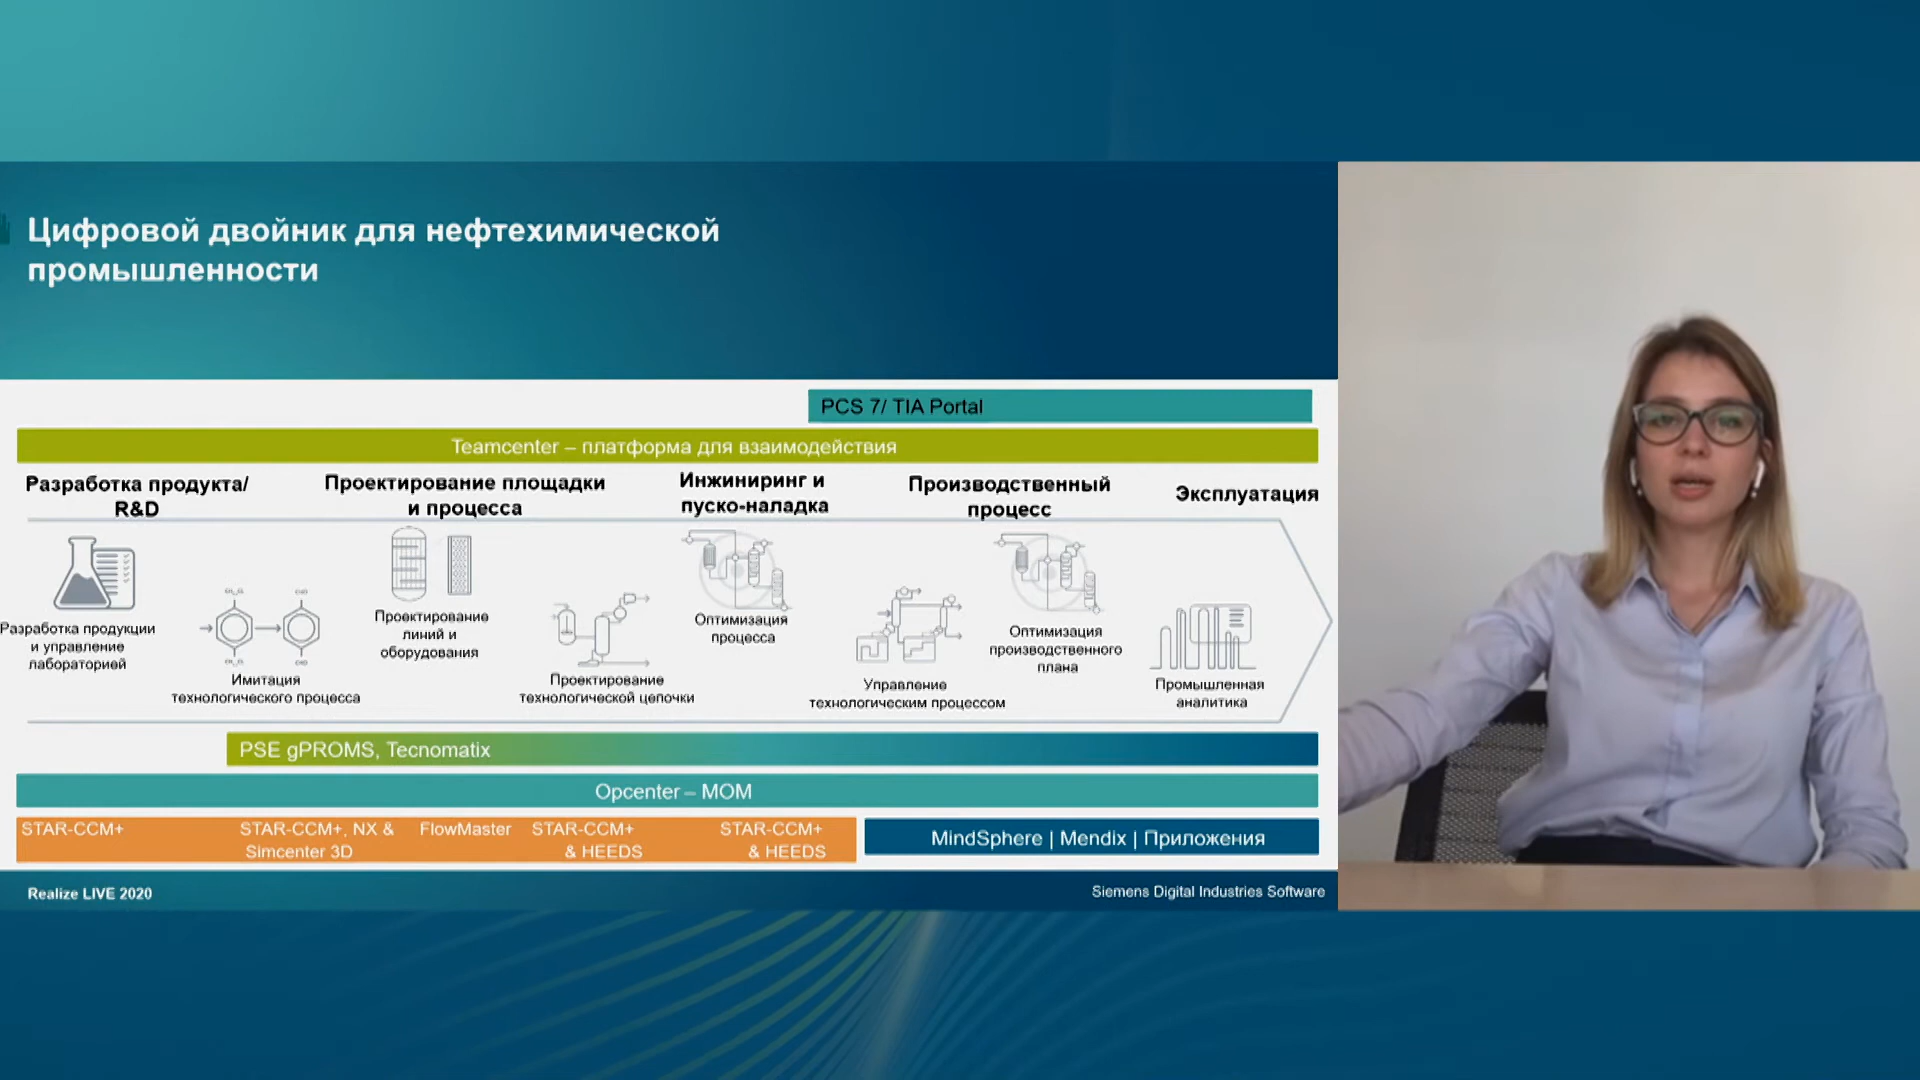 Цифровой двойник для нефтехимической
промышленности
PCS 7/ TIA Portal
Teamcenter – платформа для взаимодействия
Разработка продукта/
R&D
Проектирование площадки
и процесса
Инжиниринг и
пуско-наладка
Производственный
процесс
Эксплуатация
Разработка продукции
и управление
лабораторией
Имитация
технологического процесса
Проектирование
линий и
оборудования
Проектирование
технологической цепочки
Оптимизация
процесса
Управление
технологическим процессом
Оптимизация
производственного
плана
Промышленная
аналитика
PSE gPROMS, Tecnomatix
Opcenter – MOM
STAR-CCM+
STAR-CCM+, NX &
Simcenter 3D
FlowMaster
STAR-CCM+
& HEEDS
STAR-CCM+
& HEEDS
MindSphere | Mendix | Приложения
Realize LIVE 2020
Siemens Digital Industries Software